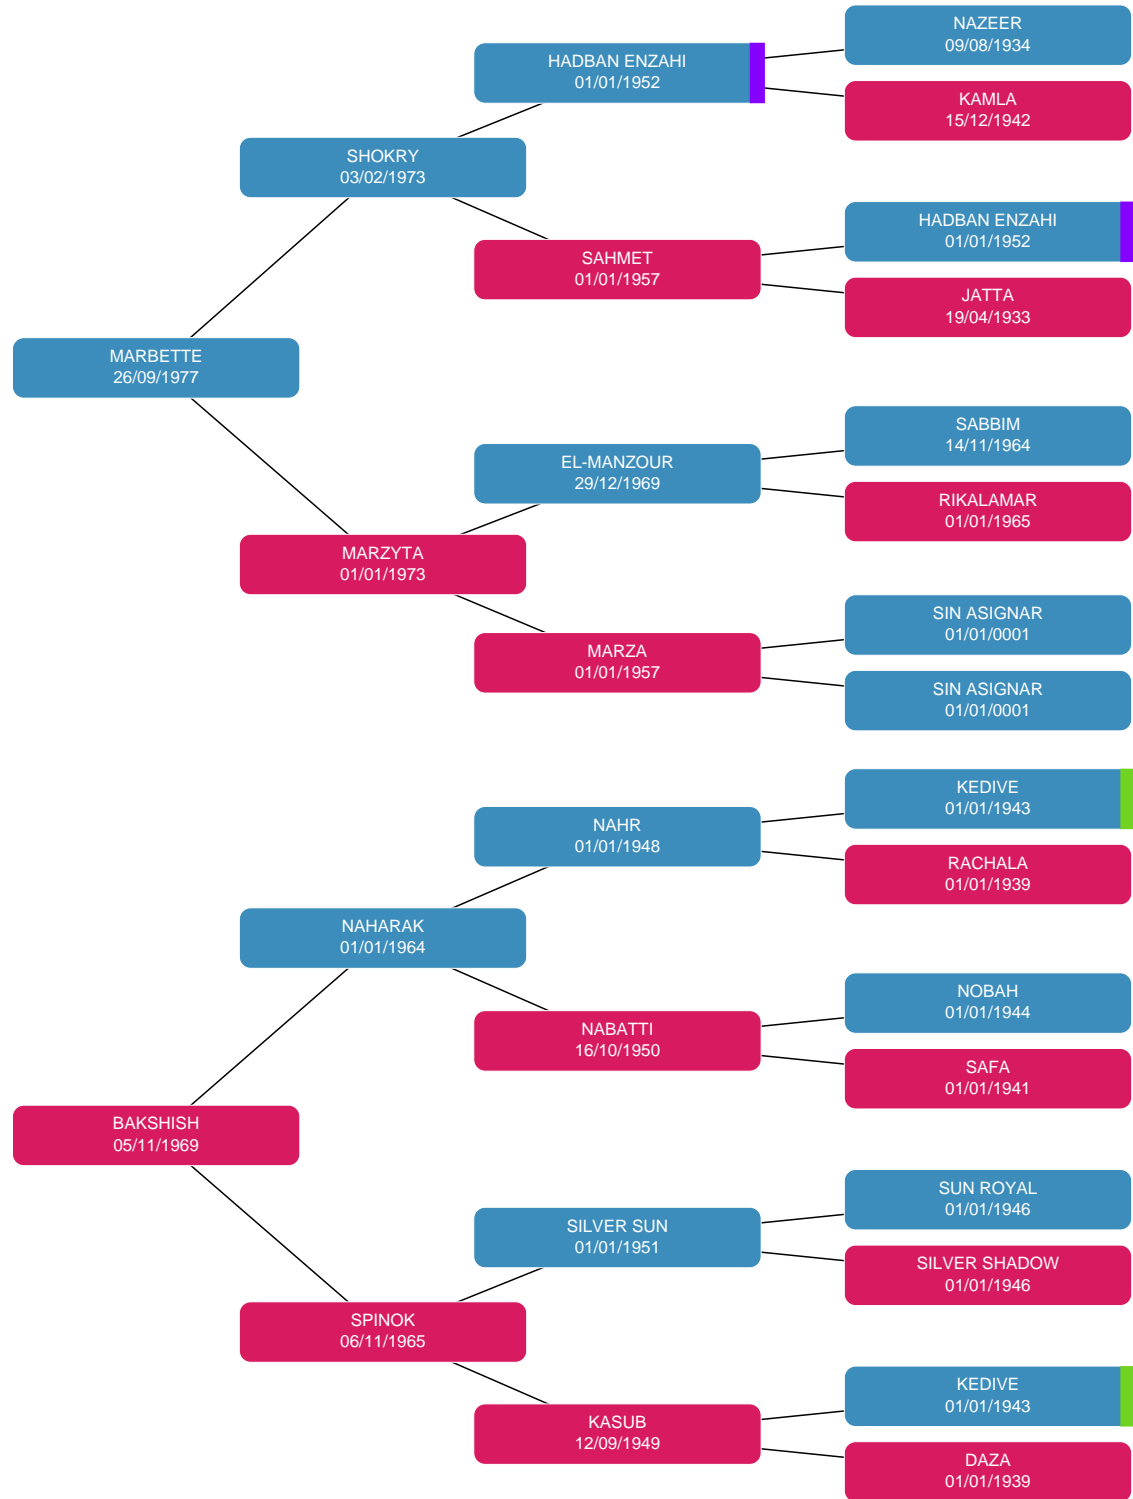 NAZEER
09/08/1934
HADBAN ENZAHI
01/01/1952
KAMLA
15/12/1942
SHOKRY
03/02/1973
HADBAN ENZAHI
01/01/1952
SAHMET
01/01/1957
JATTA
19/04/1933
MARBETTE
26/09/1977
SABBIM
14/11/1964
EL-MANZOUR
29/12/1969
RIKALAMAR
01/01/1965
MARZYTA
01/01/1973
SIN ASIGNAR
01/01/0001
MARZA
01/01/1957
SIN ASIGNAR
01/01/0001
KEDIVE
01/01/1943
NAHR
01/01/1948
RACHALA
01/01/1939
NAHARAK
01/01/1964
NOBAH
01/01/1944
NABATTI
16/10/1950
SAFA
01/01/1941
BAKSHISH
05/11/1969
SUN ROYAL
01/01/1946
SILVER SUN
01/01/1951
SILVER SHADOW
01/01/1946
SPINOK
06/11/1965
KEDIVE
01/01/1943
KASUB
12/09/1949
DAZA
01/01/1939